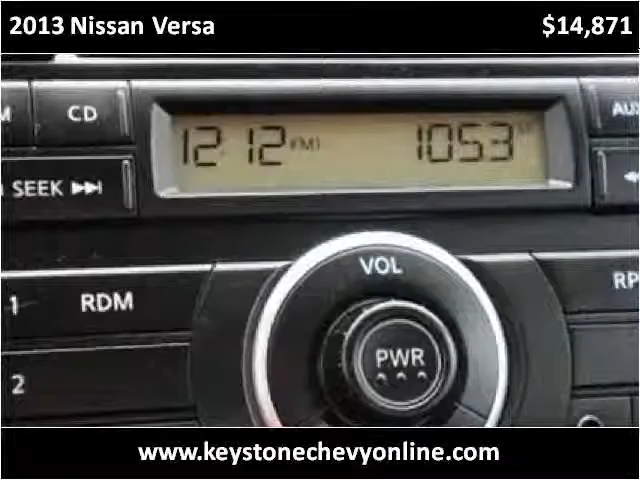 2013 Nissan Versa $14,871
CD
AUX
12:12 FM1 1053 ST
SEEK
VOL
1 RDM
RP
PWR
2
www.keystonechevyonline.com